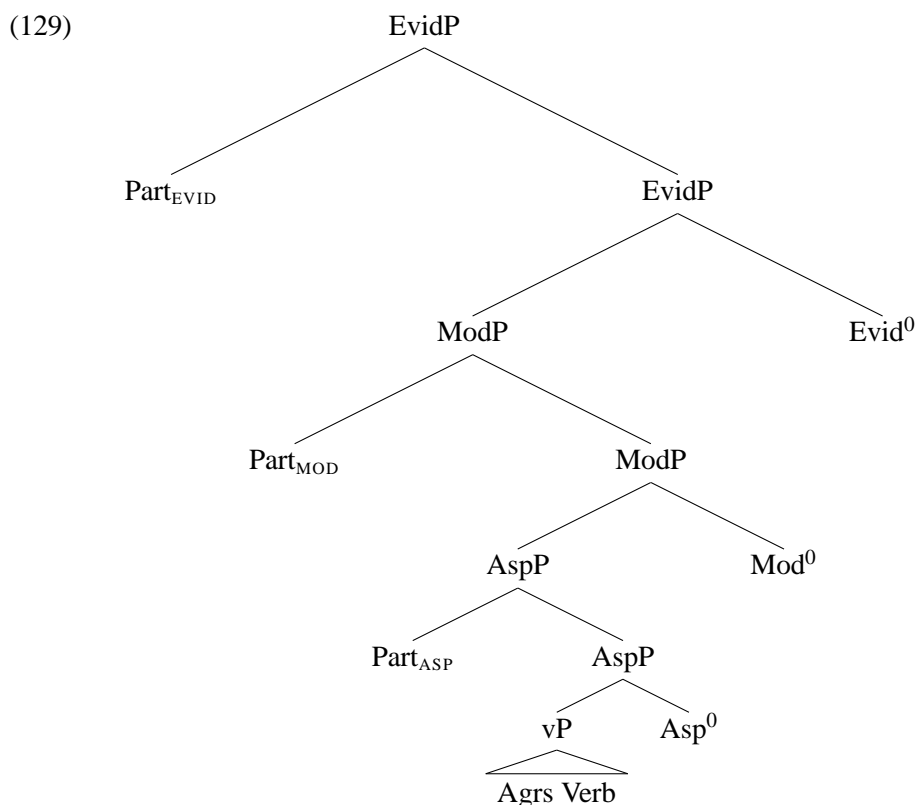 (129) EvidP
Part_EVID EvidP
ModP Evid⁰
Part_MOD ModP
AspP Mod⁰
Part_ASP AspP
vP Asp⁰
Agrs Verb